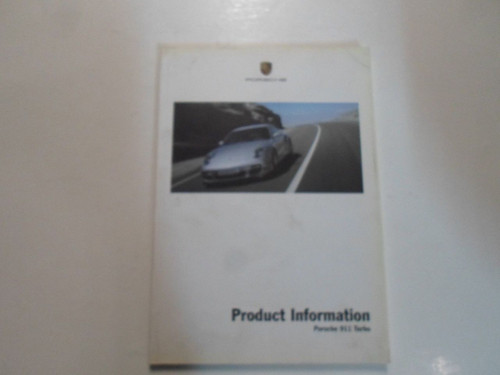 Product Information
Porsche 911 Turbo